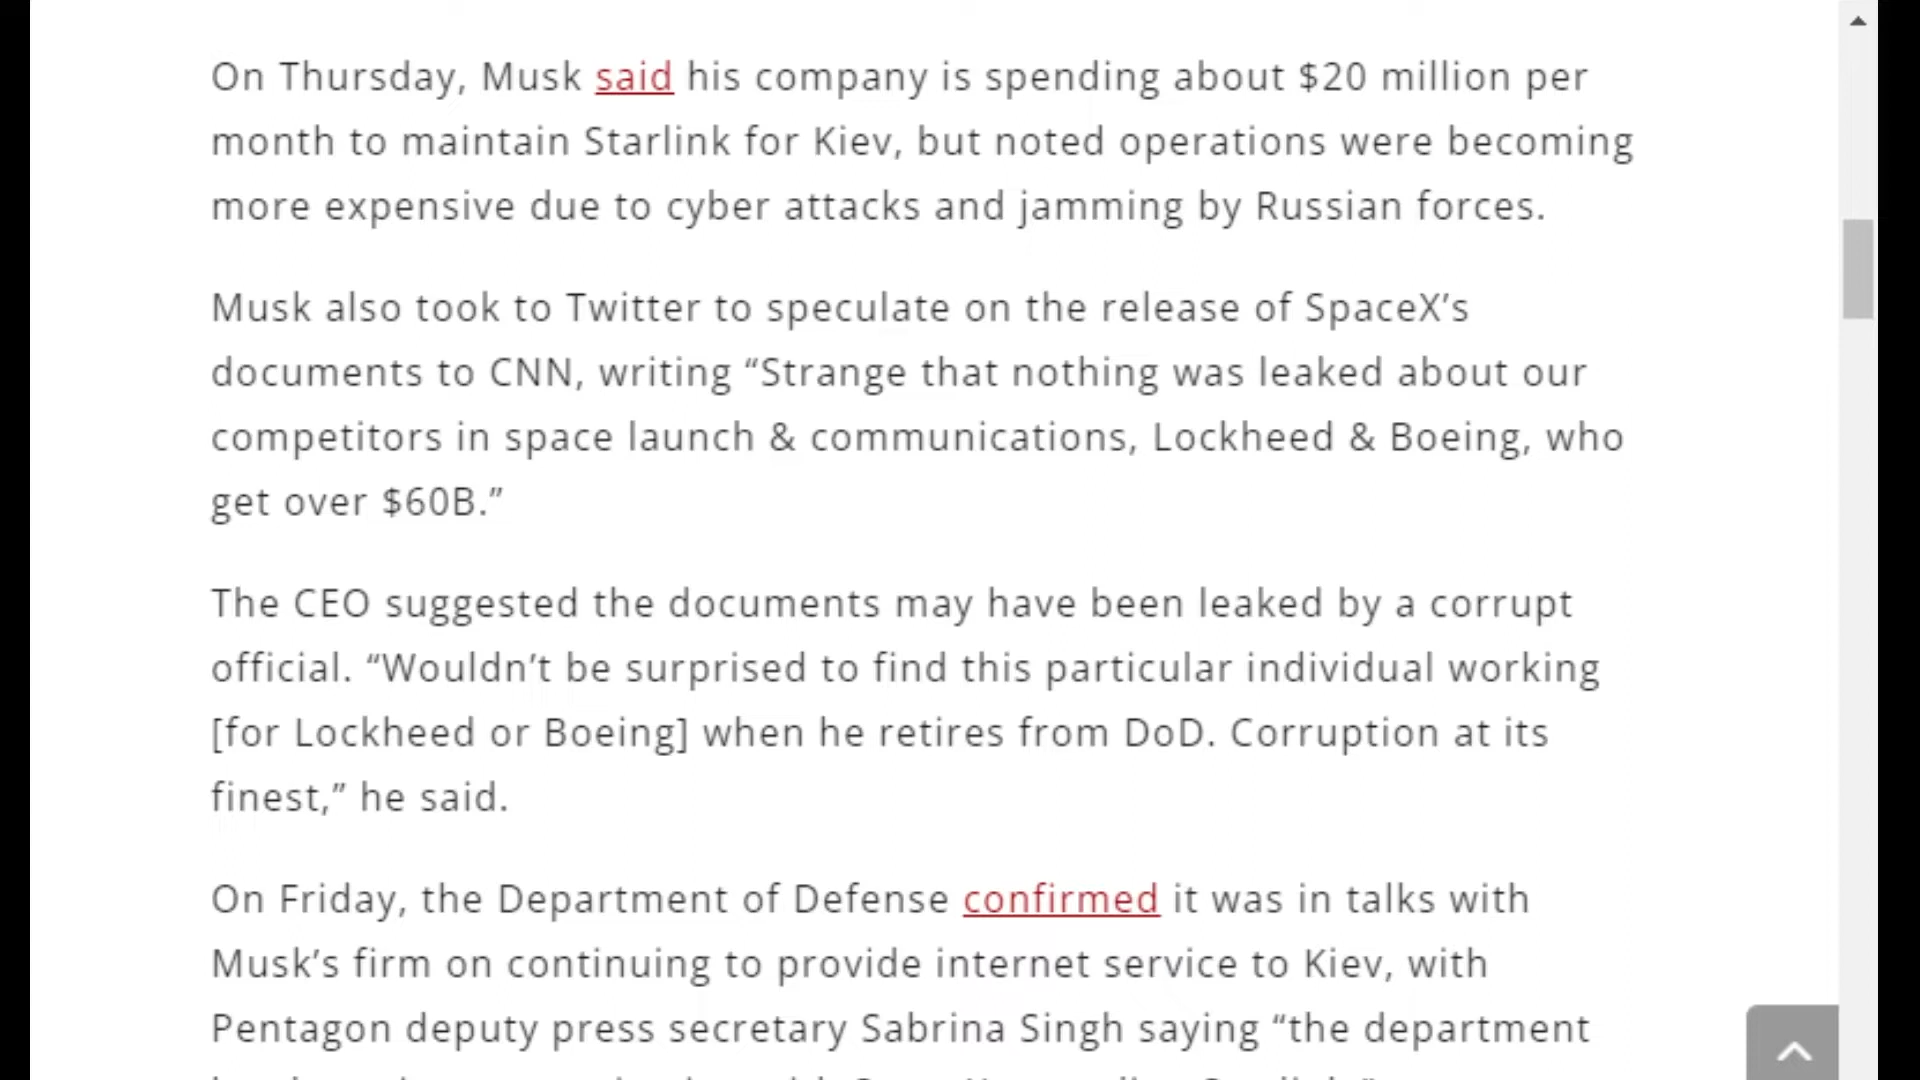 On Thursday, Musk said his company is spending about $20 million per
month to maintain Starlink for Kiev, but noted operations were becoming
more expensive due to cyber attacks and jamming by Russian forces.
Musk also took to Twitter to speculate on the release of SpaceX’s
documents to CNN, writing “Strange that nothing was leaked about our
competitors in space launch & communications, Lockheed & Boeing, who
get over $60B.”
The CEO suggested the documents may have been leaked by a corrupt
official. “Wouldn’t be surprised to find this particular individual working
[for Lockheed or Boeing] when he retires from DoD. Corruption at its
finest,” he said.
On Friday, the Department of Defense confirmed it was in talks with
Musk’s firm on continuing to provide internet service to Kiev, with
Pentagon deputy press secretary Sabrina Singh saying “the department